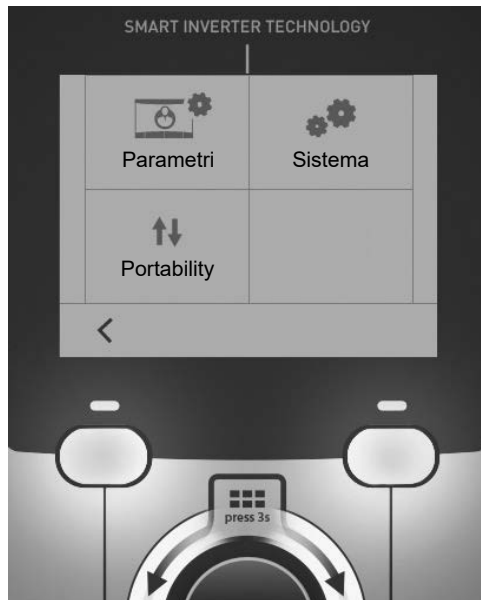 SMART INVERTER TECHNOLOGY
Parametri
Sistema
Portability
press 3s